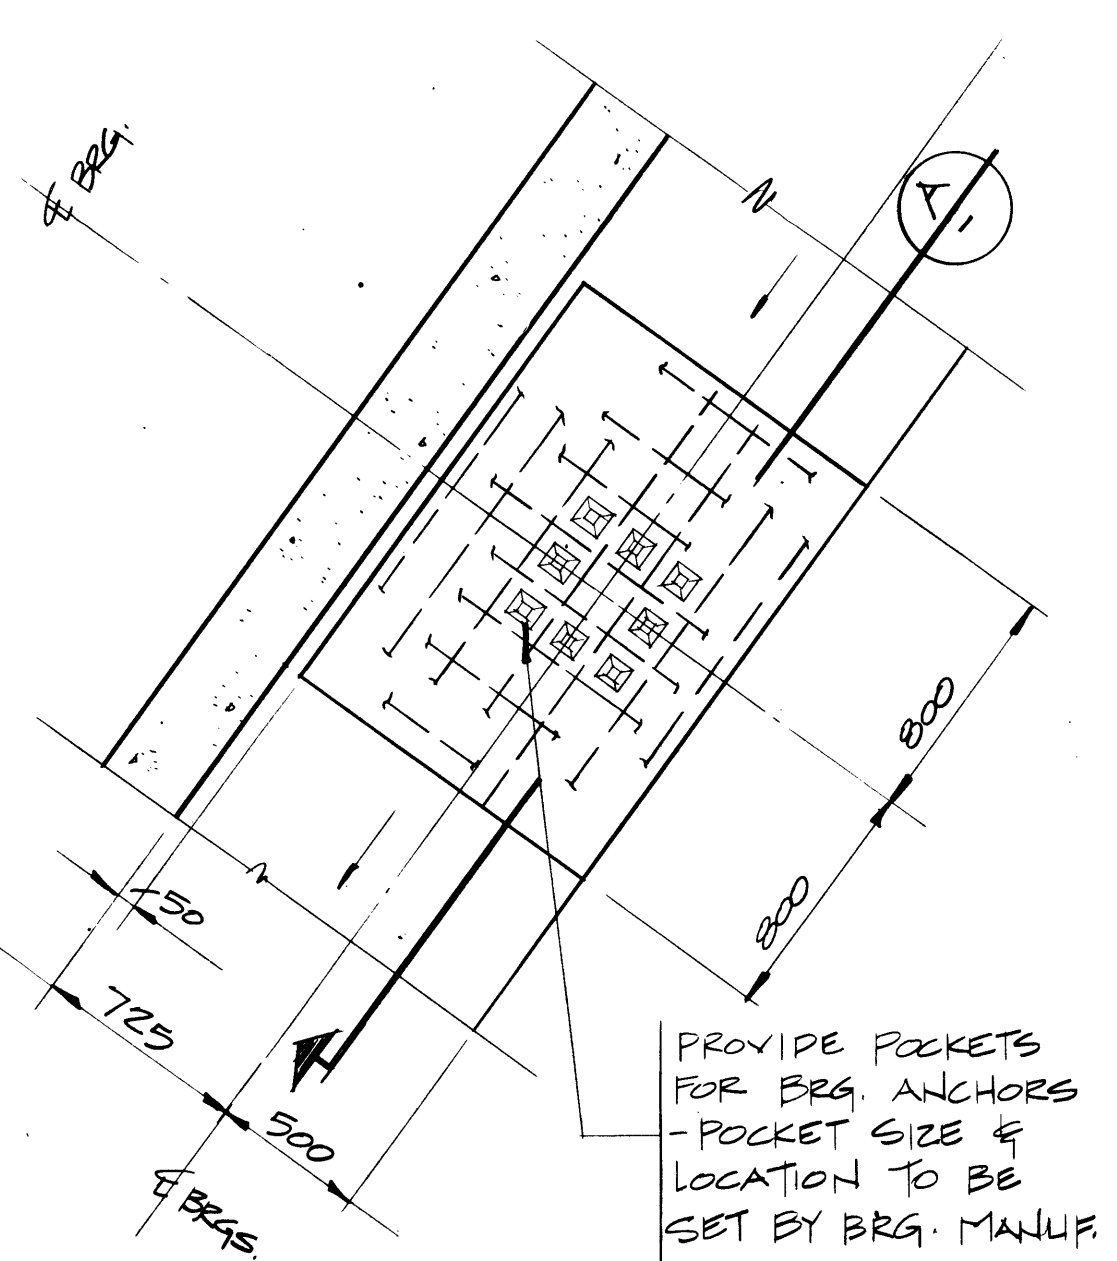 ℄ BRG.
A
-
800
800
50
725
500
℄ BRGS.
PROVIDE POCKETS
FOR BRG. ANCHORS
- POCKET SIZE &
LOCATION TO BE
SET BY BRG. MANUF.